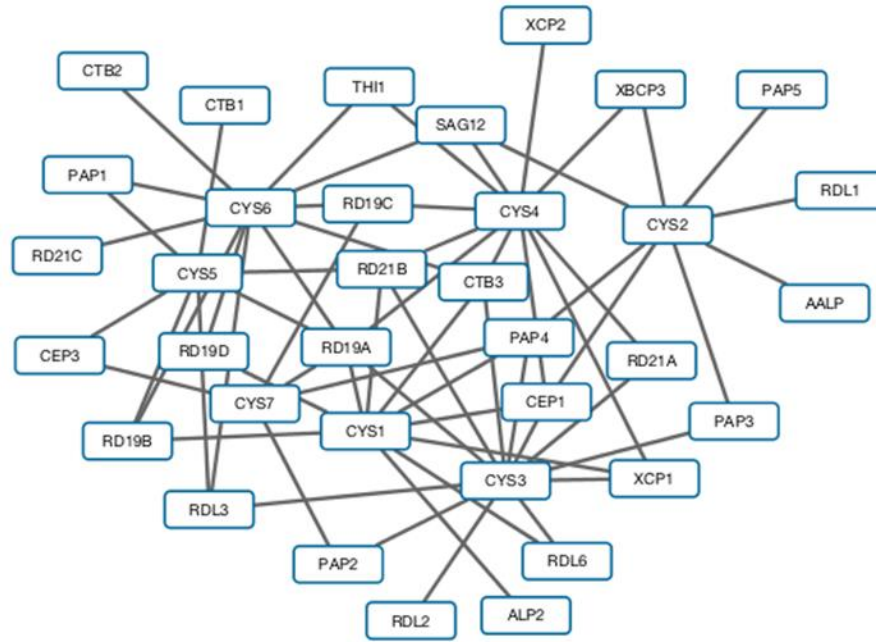 XCP2
CTB2
THI1
XBCP3
PAP5
CTB1
SAG12
PAP1
RDL1
CYS6
RD19C
CYS4
CYS2
RD21C
CYS5
RD21B
CTB3
AALP
CEP3
RD19D
RD19A
PAP4
RD21A
CYS7
CEP1
PAP3
RD19B
CYS1
CYS3
XCP1
RDL3
PAP2
RDL6
RDL2
ALP2